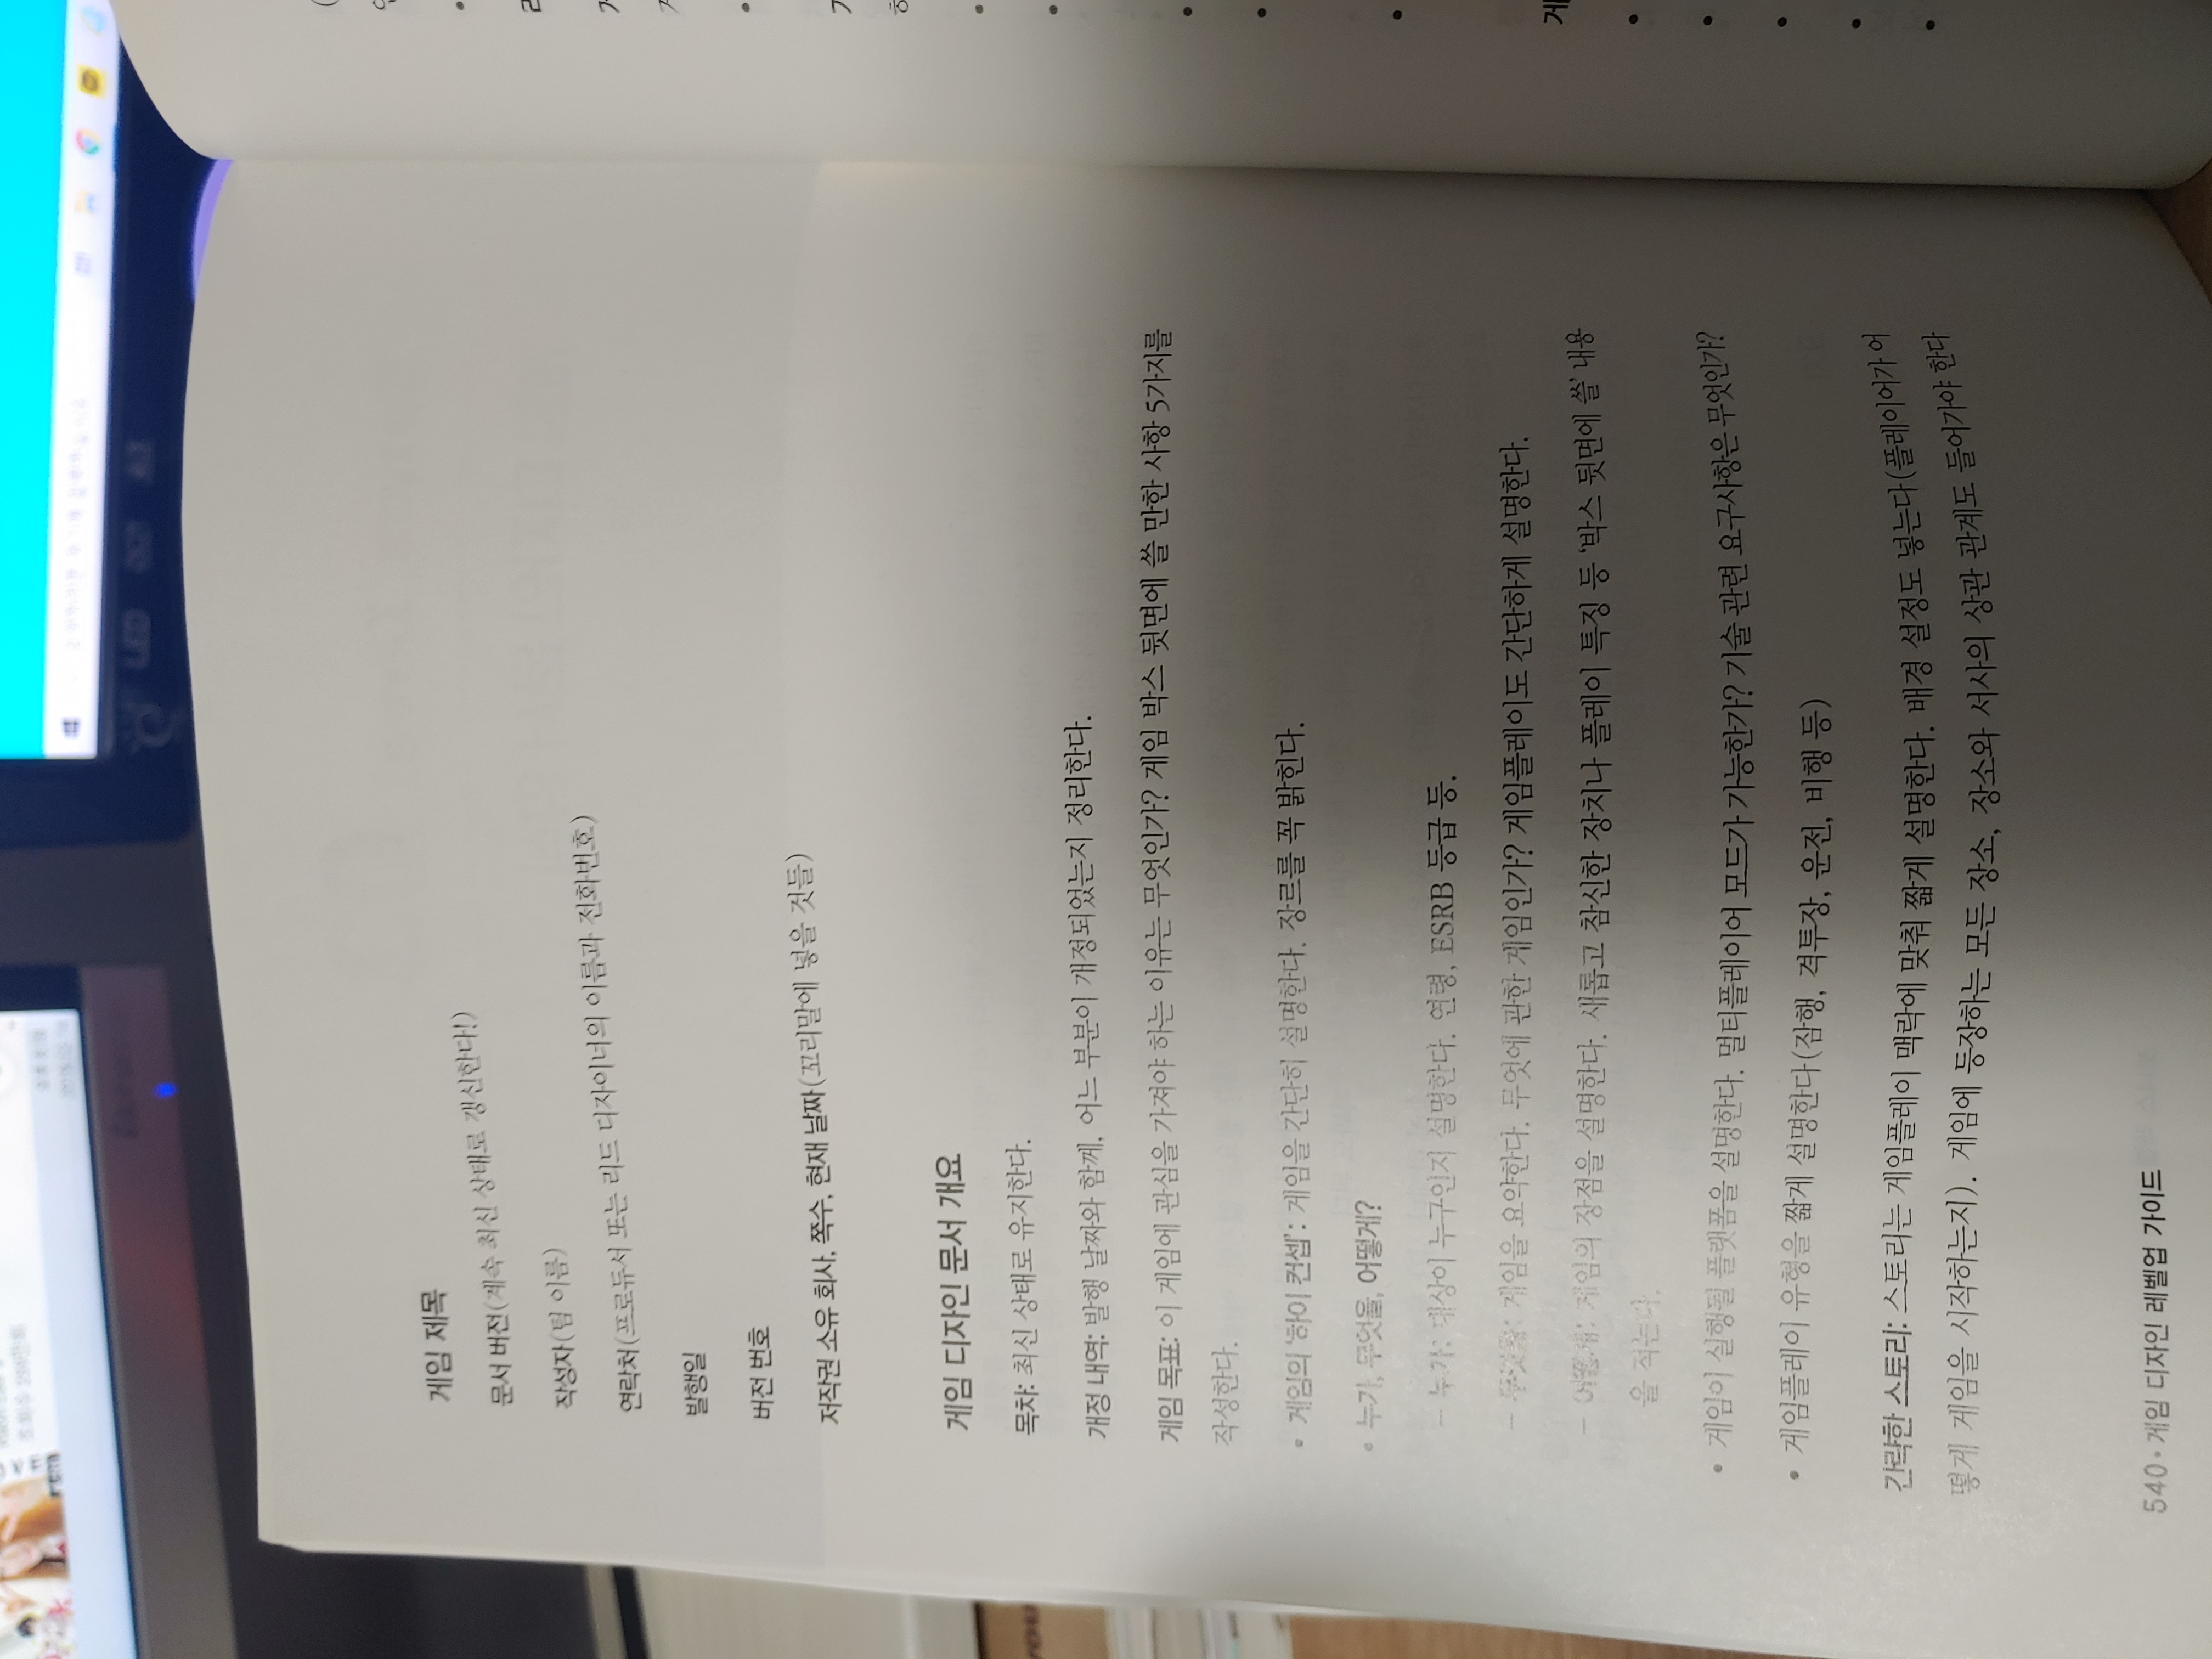 조회수
LED
게임 제목
문서 버전(계속 최신 상태로 갱신한다!)
작성자(팀 이름)
연락처(프로듀서 또는 리드 디자이너의 이름과 전화번호)
발행일
버전 번호
저작권 소유 회사, 쪽수, 현재 날짜(꼬리말에 넣을 것들)
게임 디자인 문서 개요
목차: 최신 상태로 유지한다.
개정 내역: 발행 날짜와 함께, 어느 부분이 개정되었는지 정리한다.
게임 목표: 이 게임에 관심을 가져야 하는 이유는 무엇인가? 게임 박스 뒷면에 쓸 만한 사항 5가지를
작성한다.
• 게임의 ‘하이 컨셉’: 게임을 간단히 설명한다. 장르를 꼭 밝힌다.
• 누가, 무엇을, 어떻게?
– 누가: 대상이 누구인지 설명한다. 연령, ESRB 등급 등.
– 무엇을: 게임을 요약한다. 무엇에 관한 게임인가? 게임플레이도 간단하게 설명한다.
– 어떻게: 게임의 장점을 설명한다. 새롭고 참신한 장치나 플레이 특징 등 ‘박스 뒷면에 쓸’ 내용
을 적는다.
• 게임이 실행될 플랫폼을 설명한다. 멀티플레이어 모드가 가능한가? 기술 관련 요구사항은 무엇인가?
• 게임플레이 유형을 짧게 설명한다(잠행, 격투장, 운전, 비행 등)
간략한 스토리: 스토리는 게임플레이 맥락에 맞춰 짧게 설명한다. 배경 설정도 넣는다(플레이어가 어
떻게 게임을 시작하는지). 게임에 등장하는 모든 장소, 장소와 서사의 상관 관계도 들어가야 한다
540 • 게임 디자인 레벨업 가이드